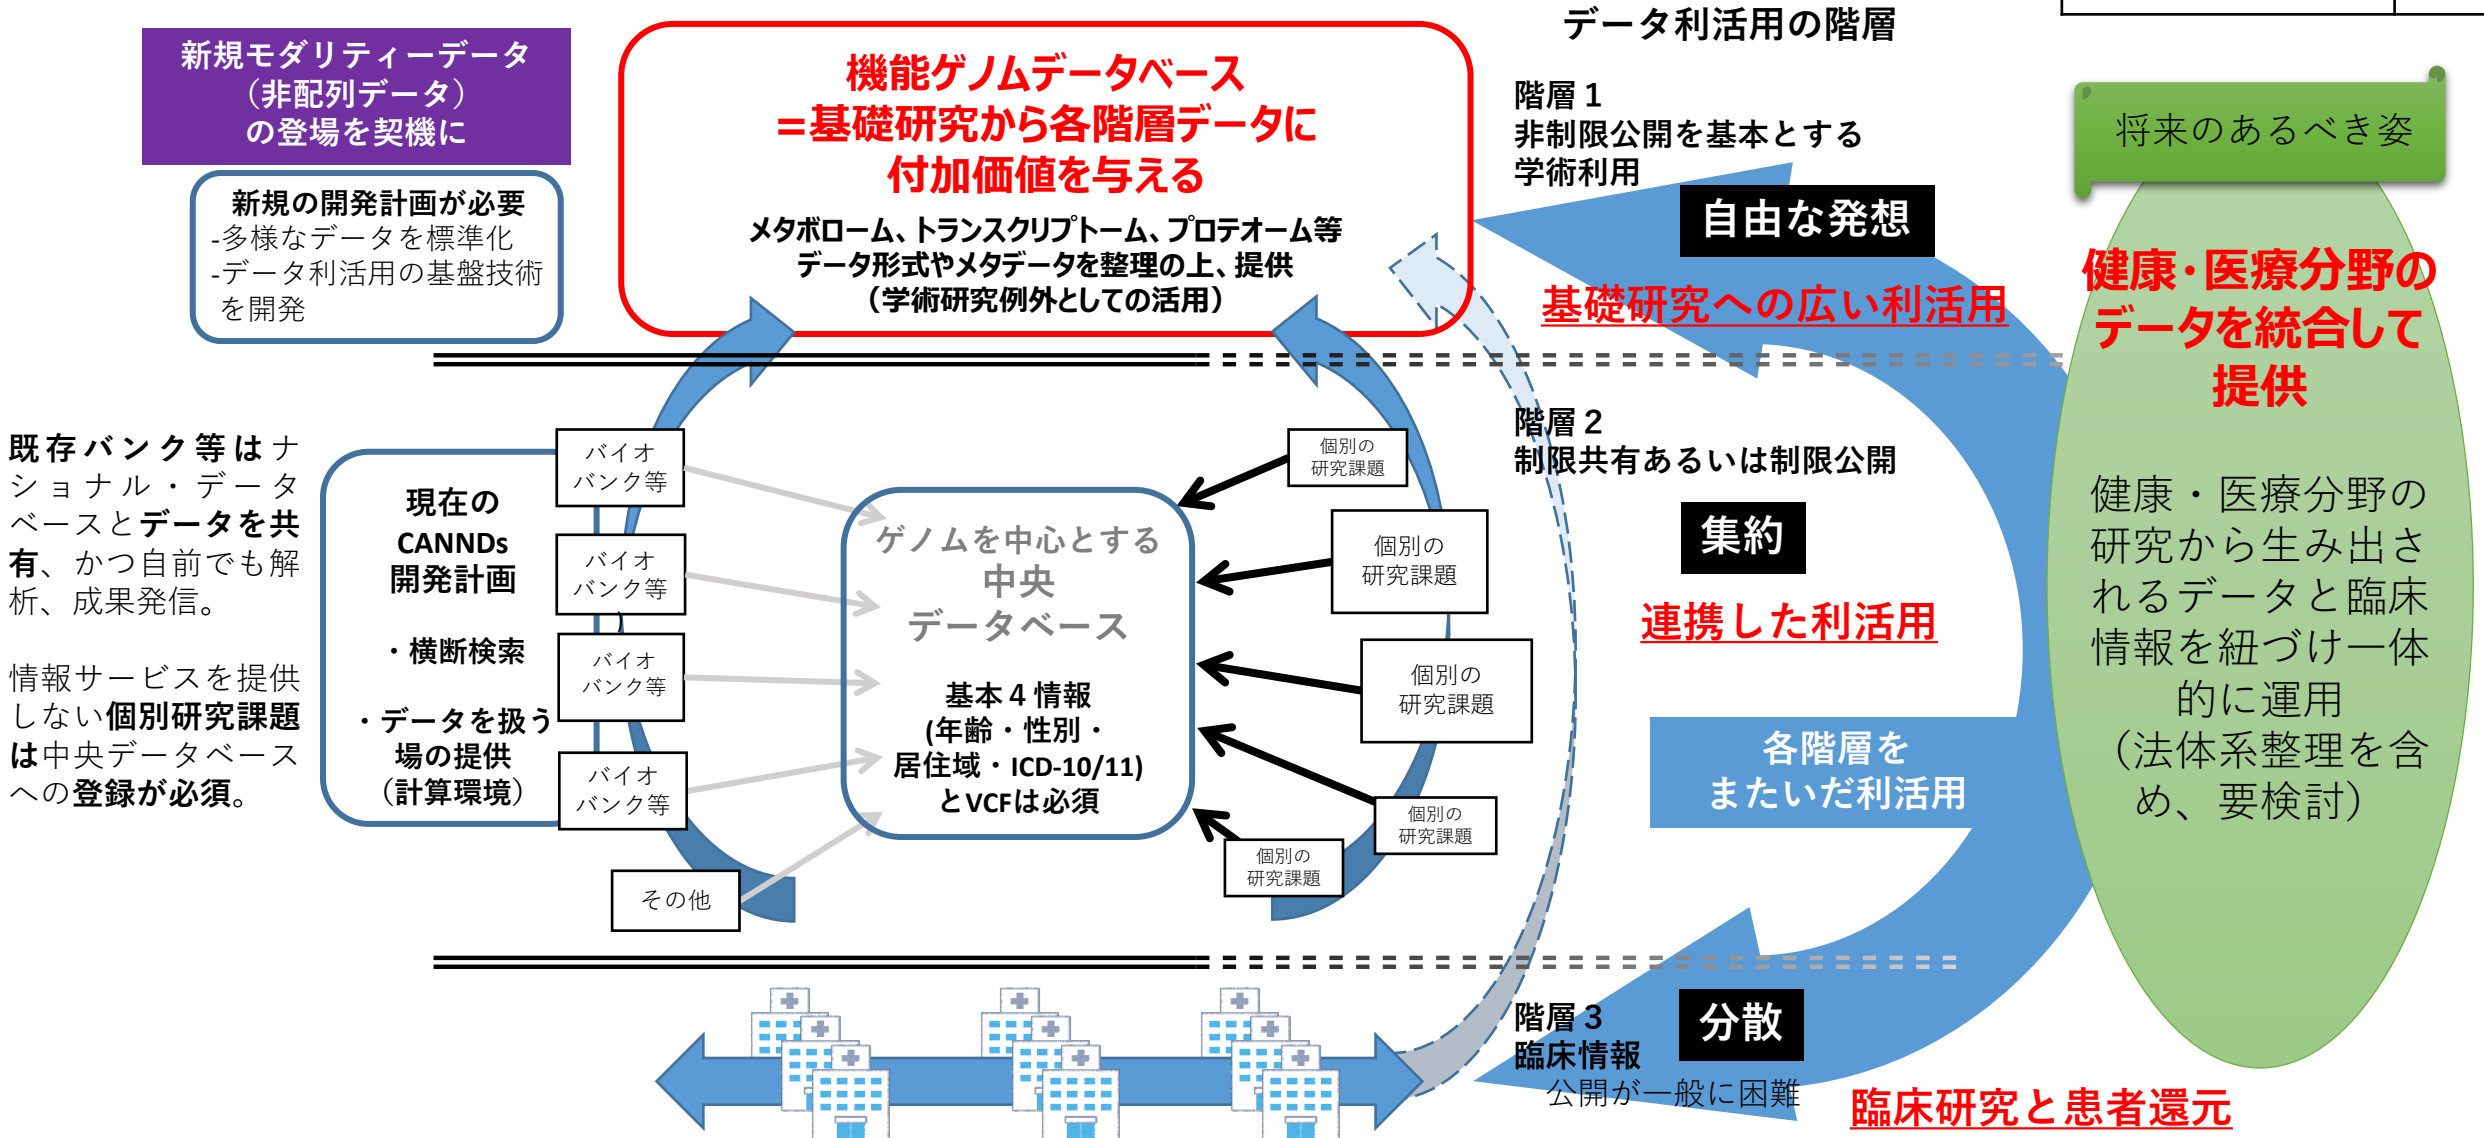 データ利活用の階層
新規モダリティーデータ
（非配列データ）
の登場を契機に
新規の開発計画が必要
-多様なデータを標準化
-データ利活用の基盤技術
を開発
機能ゲノムデータベース
=基礎研究から各階層データに
付加価値を与える
メタボローム、トランスクリプトーム、プロテオーム等
データ形式やメタデータを整理の上、提供
（学術研究例外としての活用）
階層１
非制限公開を基本とする
学術利用
自由な発想
基礎研究への広い利活用
将来のあるべき姿
健康・医療分野の
データを統合して
提供
健康・医療分野の
研究から生み出さ
れるデータと臨床
情報を紐づけ一体
的に運用
（法体系整理を含
め、要検討）
既存バンク等はナ
ショナル・データ
ベースとデータを共
有、かつ自前でも解
析、成果発信。
情報サービスを提供
しない個別研究課題
は中央データベース
への登録が必須。
現在の
CANNDs
開発計画
・横断検索
・データを扱う
場の提供
（計算環境）
バイオ
バンク等
バイオ
バンク等
)
バイオ
バンク等
バイオ
バンク等
その他
ゲノムを中心とする
中央
データベース
基本４情報
(年齢・性別・
居住域・ICD-10/11)
とVCFは必須
個別の
研究課題
個別の
研究課題
個別の
研究課題
個別の
研究課題
個別の
研究課題
階層２
制限共有あるいは制限公開
集約
連携した利活用
各階層を
またいだ利活用
階層３
臨床情報
公開が一般に困難
分散
臨床研究と患者還元